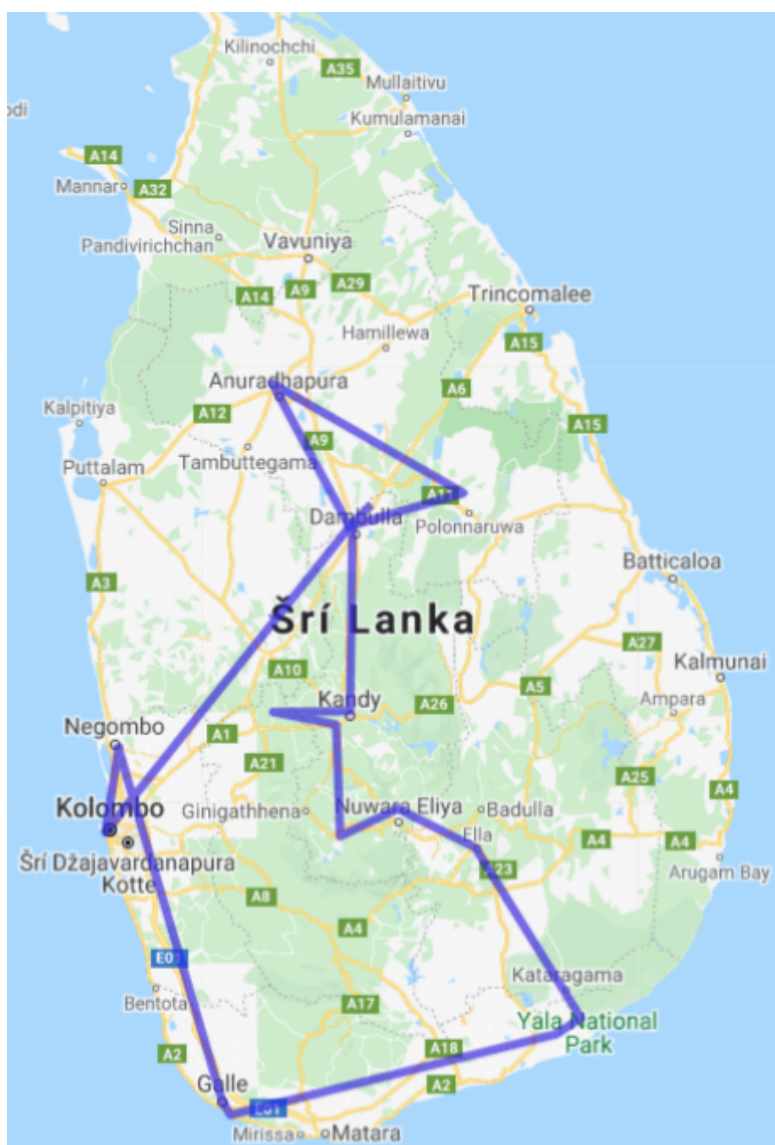 Kilinochchi
A35
Mullaitivu
Kumulamanai
odi
A14
Mannar
A32
Sinna
Pandivirichchan
Vavuniya
A9
A29
A14
Trincomalee
A15
Hamillewa
Anuradhapura
A6
Kalpitiya
A12
A15
A9
Tambuttegama
Puttalam
A11
Polonnaruwa
Dambulla
A3
Batticaloa
Šrí Lanka
A27
Kalmunai
A10
A5
Kandy
A26
Ampara
Negombo
A1
A21
A25
A4
Kolombo
Ginigathhena
Nuwara Eliya
Badulla
Ella
A4
A4
Šrí Džajavardanapura
Kotte
A23
Arugam Bay
A8
A4
Bentota
Kataragama
A17
Yala National
Park
A2
A18
Galle
A2
E01
Mirissa
Matara